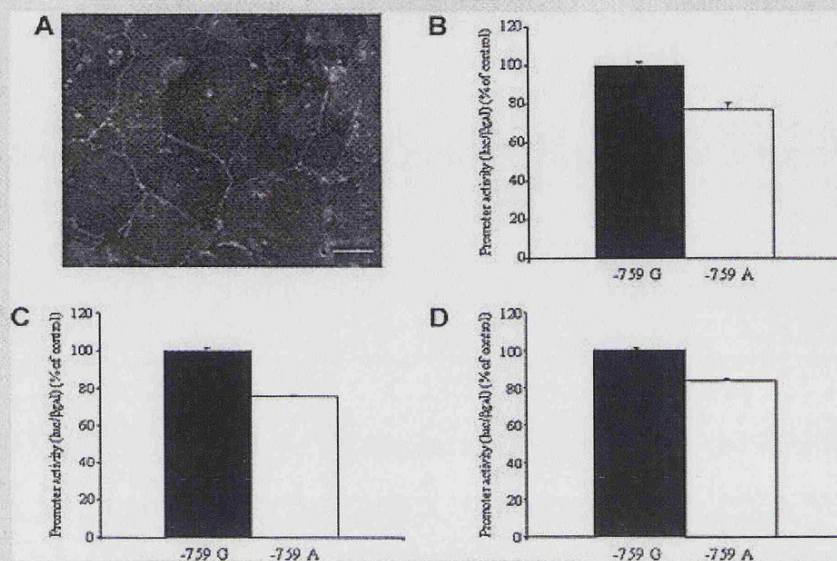 A
B
Promoter activity (luc/βgal) (% of control)
120
100
80
60
40
20
0
-759 G -759 A
C
Promoter activity (luc/βgal) (% of control)
120
100
80
60
40
20
0
-759 G -759 A
D
Promoter activity (luc/βgal) (% of control)
120
100
80
60
40
20
0
-759 G -759 A